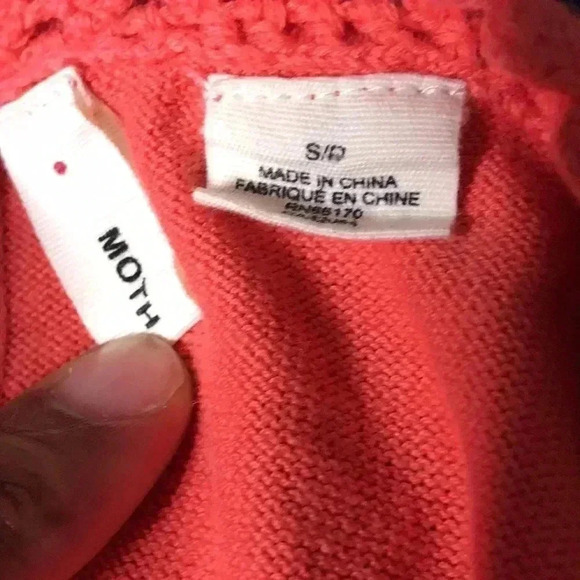 MOTH
S/P
MADE IN CHINA
FABRIQUÉ EN CHINE